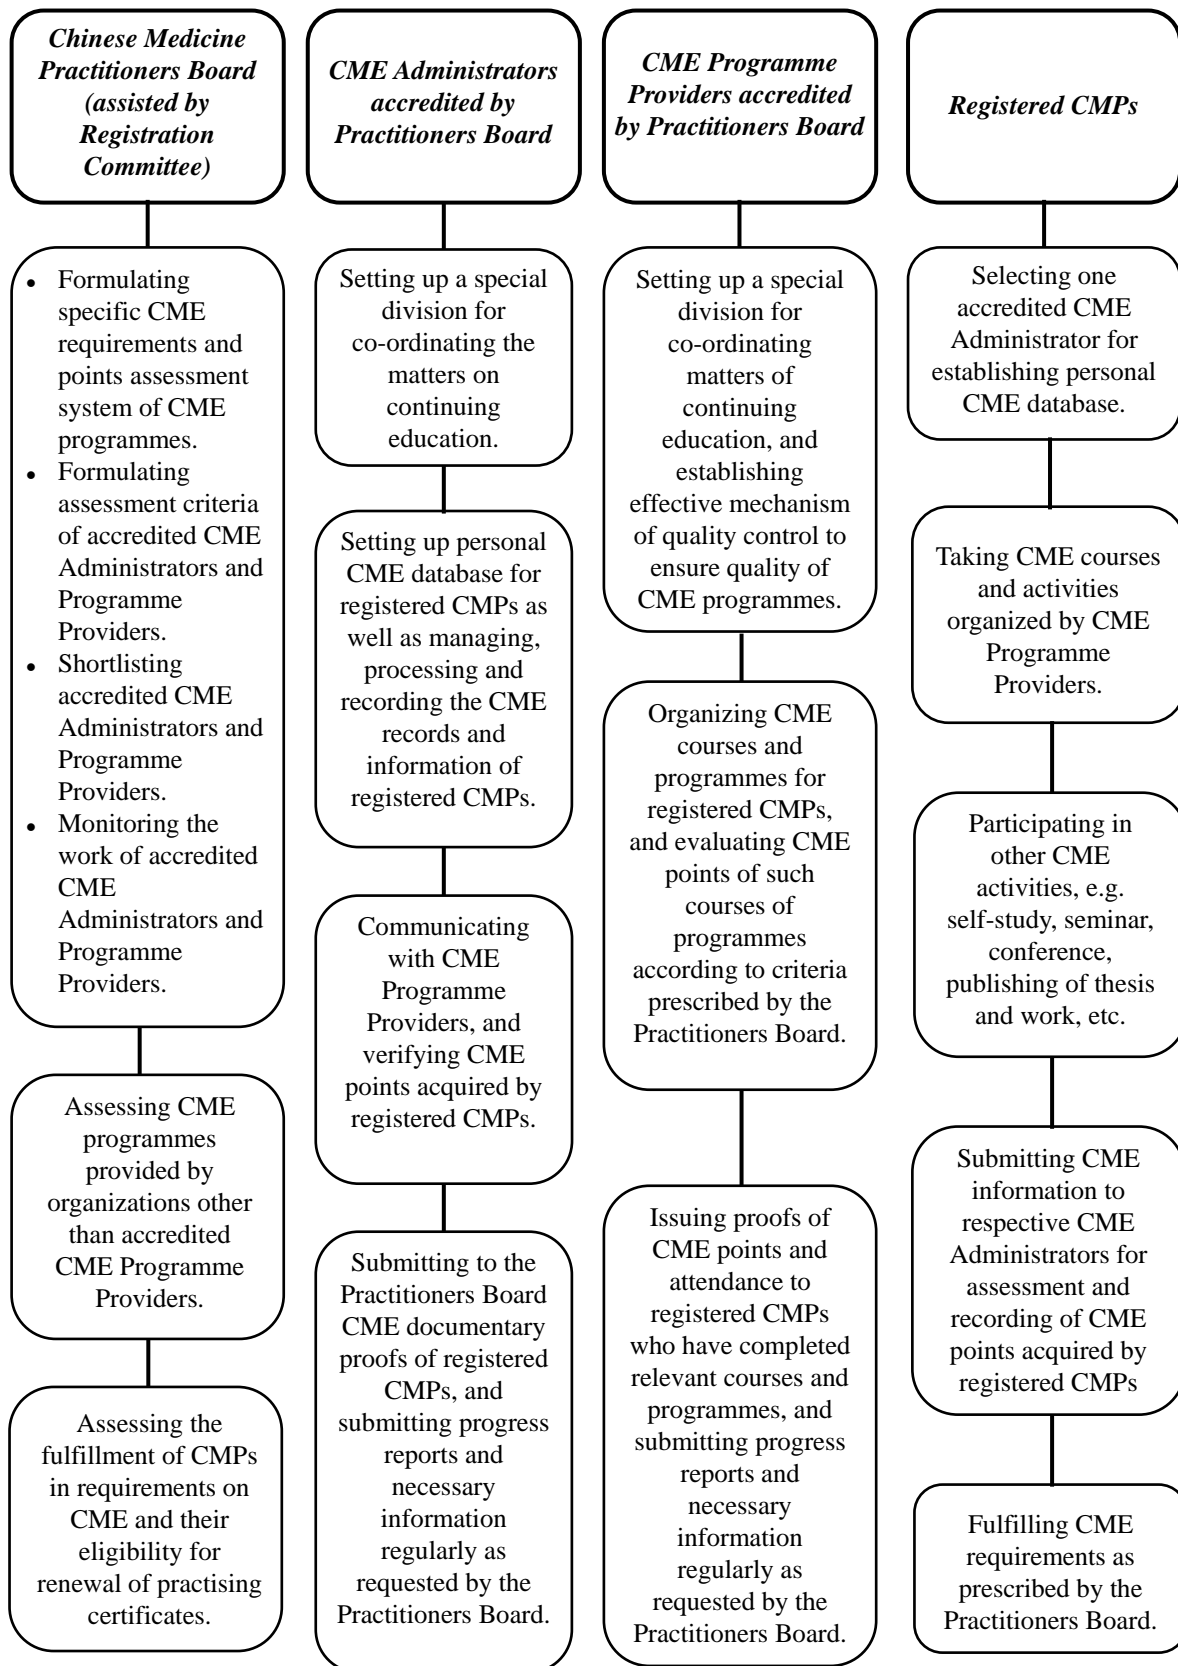 Chinese Medicine
Practitioners Board
(assisted by
Registration
Committee)
• Formulating
specific CME
requirements and
points assessment
system of CME
programmes.
• Formulating
assessment criteria
of accredited CME
Administrators and
Programme
Providers.
• Shortlisting
accredited CME
Administrators and
Programme
Providers.
• Monitoring the
work of accredited
CME
Administrators and
Programme
Providers.
Assessing CME
programmes
provided by
organizations other
than accredited
CME Programme
Providers.
Assessing the
fulfillment of CMPs
in requirements on
CME and their
eligibility for
renewal of practising
certificates.
CME Administrators
accredited by
Practitioners Board
Setting up a special
division for
co-ordinating the
matters on
continuing
education.
Setting up personal
CME database for
registered CMPs as
well as managing,
processing and
recording the CME
records and
information of
registered CMPs.
Communicating
with CME
Programme
Providers, and
verifying CME
points acquired by
registered CMPs.
Submitting to the
Practitioners Board
CME documentary
proofs of registered
CMPs, and
submitting progress
reports and
necessary
information
regularly as
requested by the
Practitioners Board.
CME Programme
Providers accredited
by Practitioners Board
Setting up a special
division for
co-ordinating
matters of
continuing
education, and
establishing
effective mechanism
of quality control to
ensure quality of
CME programmes.
Organizing CME
courses and
programmes for
registered CMPs,
and evaluating CME
points of such
courses of
programmes
according to criteria
prescribed by the
Practitioners Board.
Issuing proofs of
CME points and
attendance to
registered CMPs
who have completed
relevant courses and
programmes, and
submitting progress
reports and
necessary
information
regularly as
requested by the
Practitioners Board.
Registered CMPs
Selecting one
accredited CME
Administrator for
establishing personal
CME database.
Taking CME courses
and activities
organized by CME
Programme
Providers.
Participating in
other CME
activities, e.g.
self-study, seminar,
conference,
publishing of thesis
and work, etc.
Submitting CME
information to
respective CME
Administrators for
assessment and
recording of CME
points acquired by
registered CMPs
Fulfilling CME
requirements as
prescribed by the
Practitioners Board.